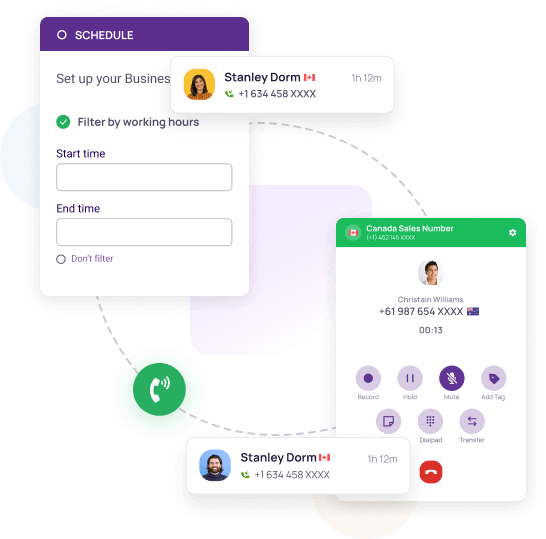 SCHEDULE
Set up your Busines
Stanley Dorm
1h 12m
+1 634 458 XXXX
Filter by working hours
Start time
End time
Don't filter
Canada Sales Number
(+1) 462 146 XXXX
Christain Williams
+61 987 654 XXXX
00:13
Record
Hold
Mute
Add Tag
Dialpad
Transfer
Stanley Dorm
1h 12m
+1 634 458 XXXX